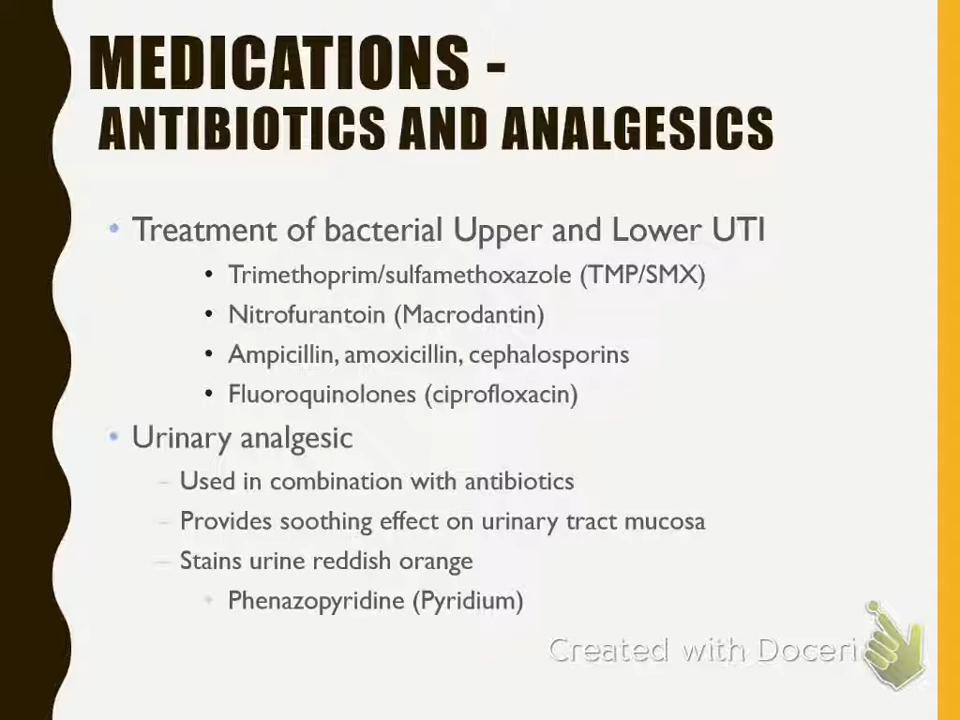 MEDICATIONS -
ANTIBIOTICS AND ANALGESICS
• Treatment of bacterial Upper and Lower UTI
• Trimethoprim/sulfamethoxazole (TMP/SMX)
• Nitrofurantoin (Macrodantin)
• Ampicillin, amoxicillin, cephalosporins
• Fluoroquinolones (ciprofloxacin)
• Urinary analgesic
– Used in combination with antibiotics
– Provides soothing effect on urinary tract mucosa
– Stains urine reddish orange
• Phenazopyridine (Pyridium)
Created with Doceri